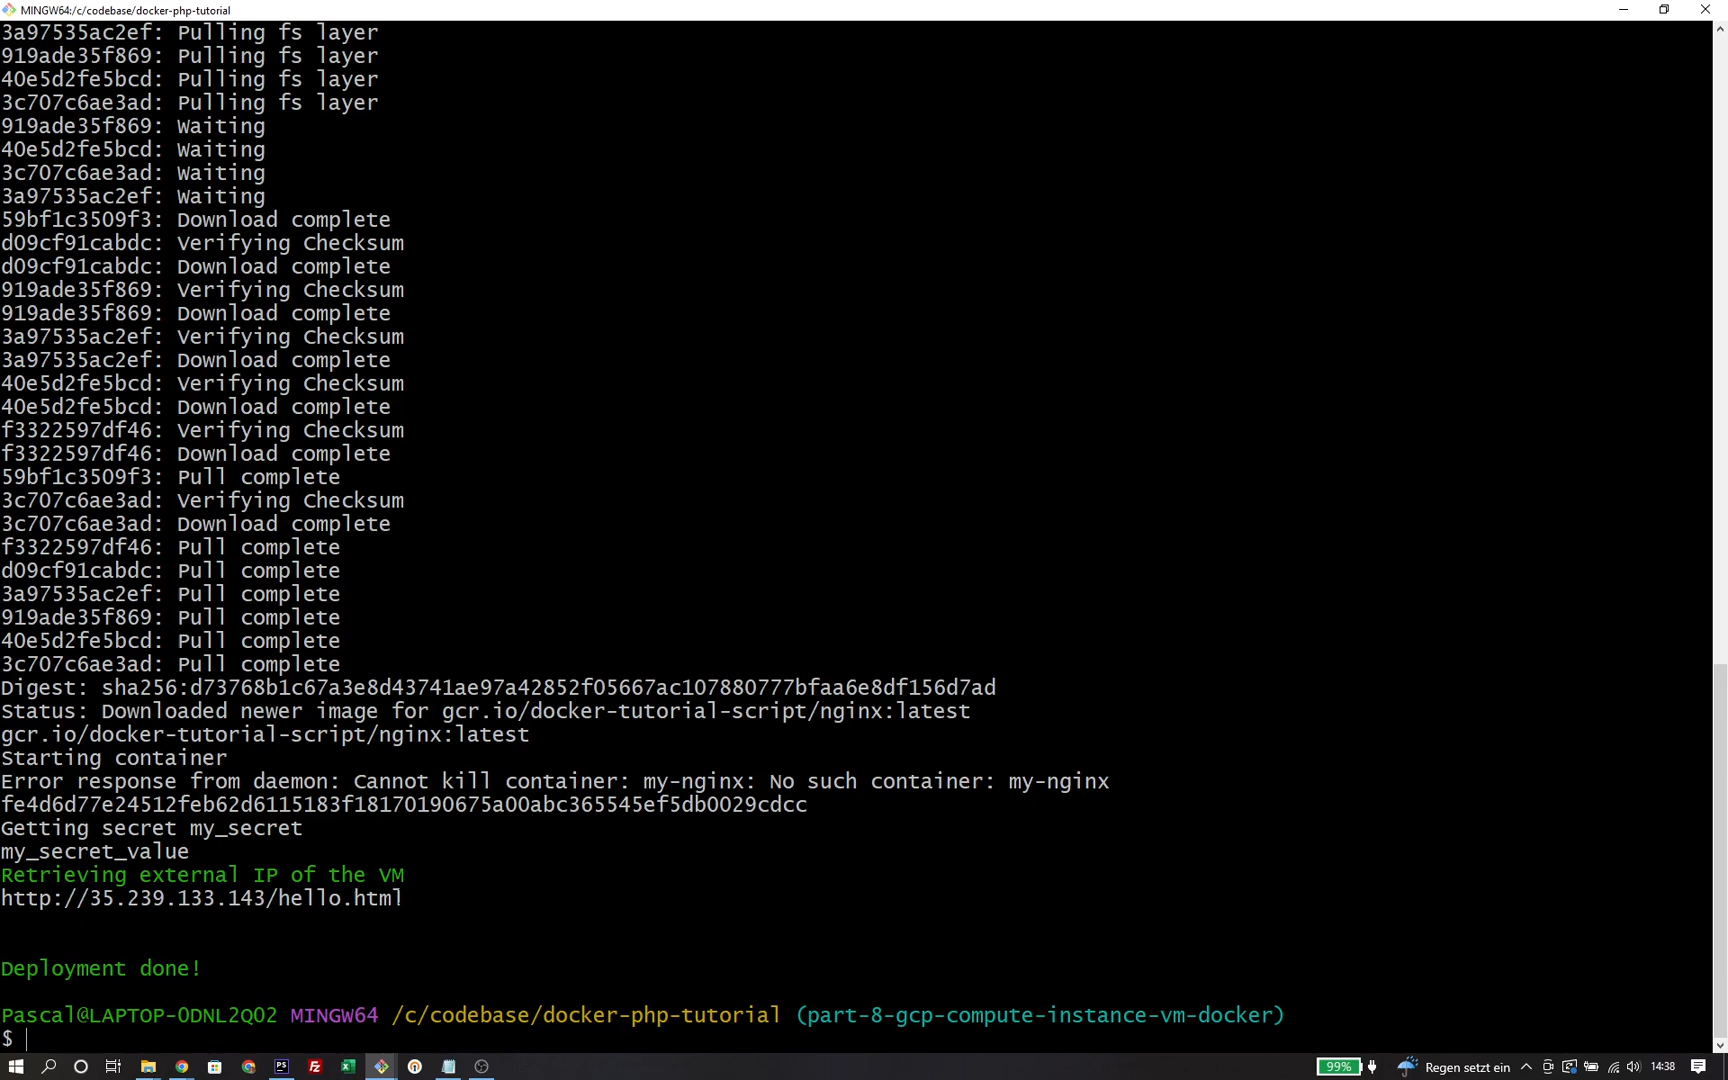 MINGW64:/c/codebase/docker-php-tutorial
3a97535ac2ef: Pulling fs layer
919ade35f869: Pulling fs layer
40e5d2fe5bcd: Pulling fs layer
3c707c6ae3ad: Pulling fs layer
919ade35f869: Waiting
40e5d2fe5bcd: Waiting
3c707c6ae3ad: Waiting
3a97535ac2ef: Waiting
59bf1c3509f3: Download complete
d09cf91cabdc: Verifying Checksum
d09cf91cabdc: Download complete
919ade35f869: Verifying Checksum
919ade35f869: Download complete
3a97535ac2ef: Verifying Checksum
3a97535ac2ef: Download complete
40e5d2fe5bcd: Verifying Checksum
40e5d2fe5bcd: Download complete
f3322597df46: Verifying Checksum
f3322597df46: Download complete
59bf1c3509f3: Pull complete
3c707c6ae3ad: Verifying Checksum
3c707c6ae3ad: Download complete
f3322597df46: Pull complete
d09cf91cabdc: Pull complete
3a97535ac2ef: Pull complete
919ade35f869: Pull complete
40e5d2fe5bcd: Pull complete
3c707c6ae3ad: Pull complete
Digest: sha256:d73768b1c67a3e8d43741ae97a42852f05667ac107880777bfaa6e8df156d7ad
Status: Downloaded newer image for gcr.io/docker-tutorial-script/nginx:latest
gcr.io/docker-tutorial-script/nginx:latest
Starting container
Error response from daemon: Cannot kill container: my-nginx: No such container: my-nginx
fe4d6d77e24512feb62d6115183f18170190675a00abc365545ef5db0029cdcc
Getting secret my_secret
my_secret_value
Retrieving external IP of the VM
http://35.239.133.143/hello.html
Deployment done!
Pascal@LAPTOP-0DNL2Q02 MINGW64 /c/codebase/docker-php-tutorial (part-8-gcp-compute-instance-vm-docker)
$
99% Regen setzt ein 14:38